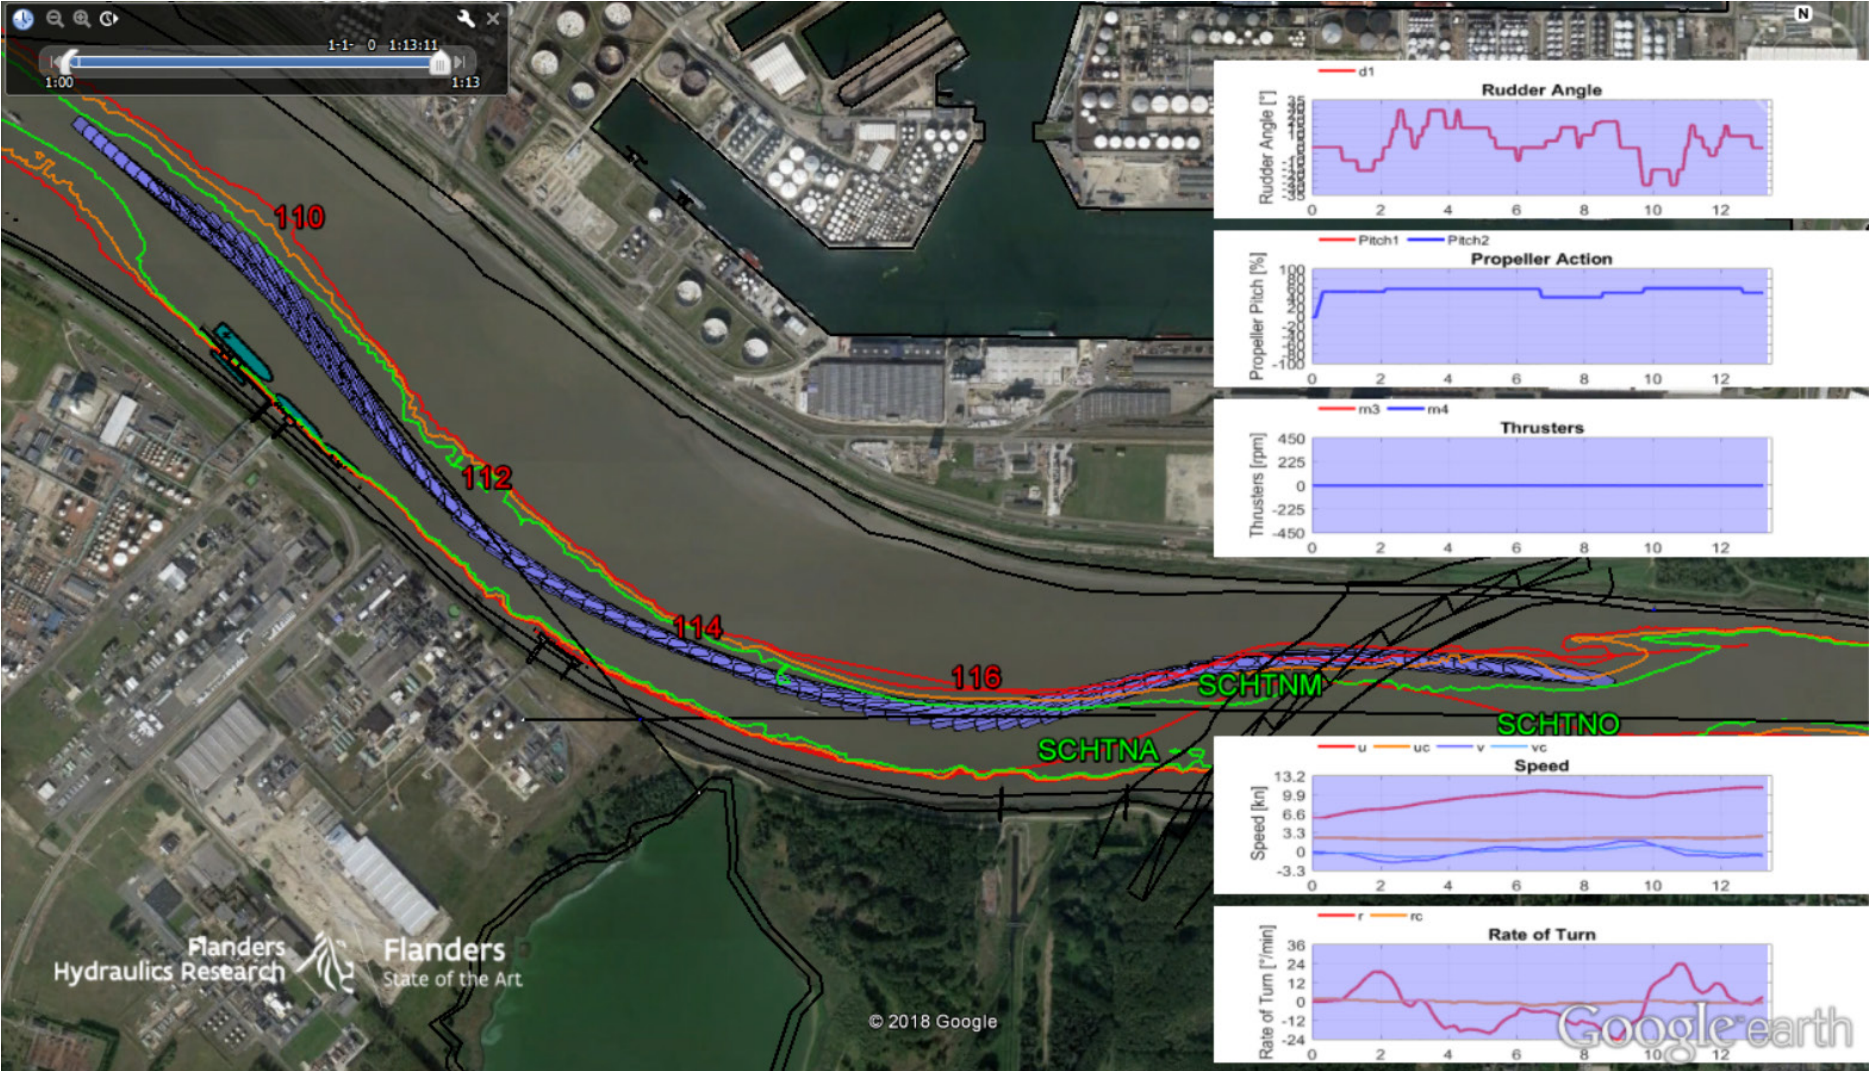 1-1- 0 1:13:11
1:00
1:13
N
110
112
114
116
SCHTNM
SCHTNA
SCHTNO
d1
Rudder Angle
Rudder Angle [°]
0 2 4 6 8 10 12
Pitch1 Pitch2
Propeller Action
Propeller Pitch [%]
100
-100
0 2 4 6 8 10 12
m3 m4
Thrusters
Thrusters [rpm]
450
225
0
-225
-450
0 2 4 6 8 10 12
u uc v vc
Speed
Speed [kn]
13.2
9.9
6.6
3.3
0
-3.3
0 2 4 6 8 10 12
r rc
Rate of Turn
Rate of Turn [°/min]
36
24
12
0
-12
-24
0 2 4 6 8 10 12
Flanders
Hydraulics Research
Flanders
State of the Art
© 2018 Google
Google earth